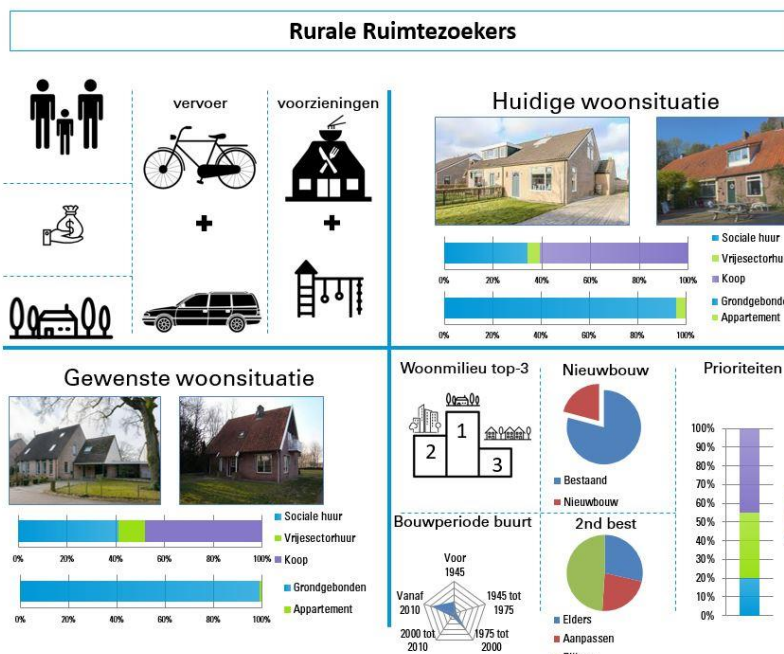 Rurale Ruimtezoekers
vervoer
voorzieningen
+
+
$
Huidige woonsituatie
0% 20% 40% 60% 80% 100%
Sociale huur
Koop
0% 20% 40% 60% 80% 100%
Appartement
Gewenste woonsituatie
0% 20% 40% 60% 80% 100%
Sociale huur
Vrijesectorhuur
Koop
0% 20% 40% 60% 80% 100%
Grondgebonden
Appartement
Woonmilieu top-3
1
2
3
Nieuwbouw
Bestaand
Nieuwbouw
Bouwperiode buurt
Voor
1945
1945 tot
1975
1975 tot
2000
2000 tot
2010
Vanaf
2010
2nd best
Elders
Aanpassen
Prioriteiten
100%
90%
80%
70%
60%
50%
40%
30%
20%
10%
0%